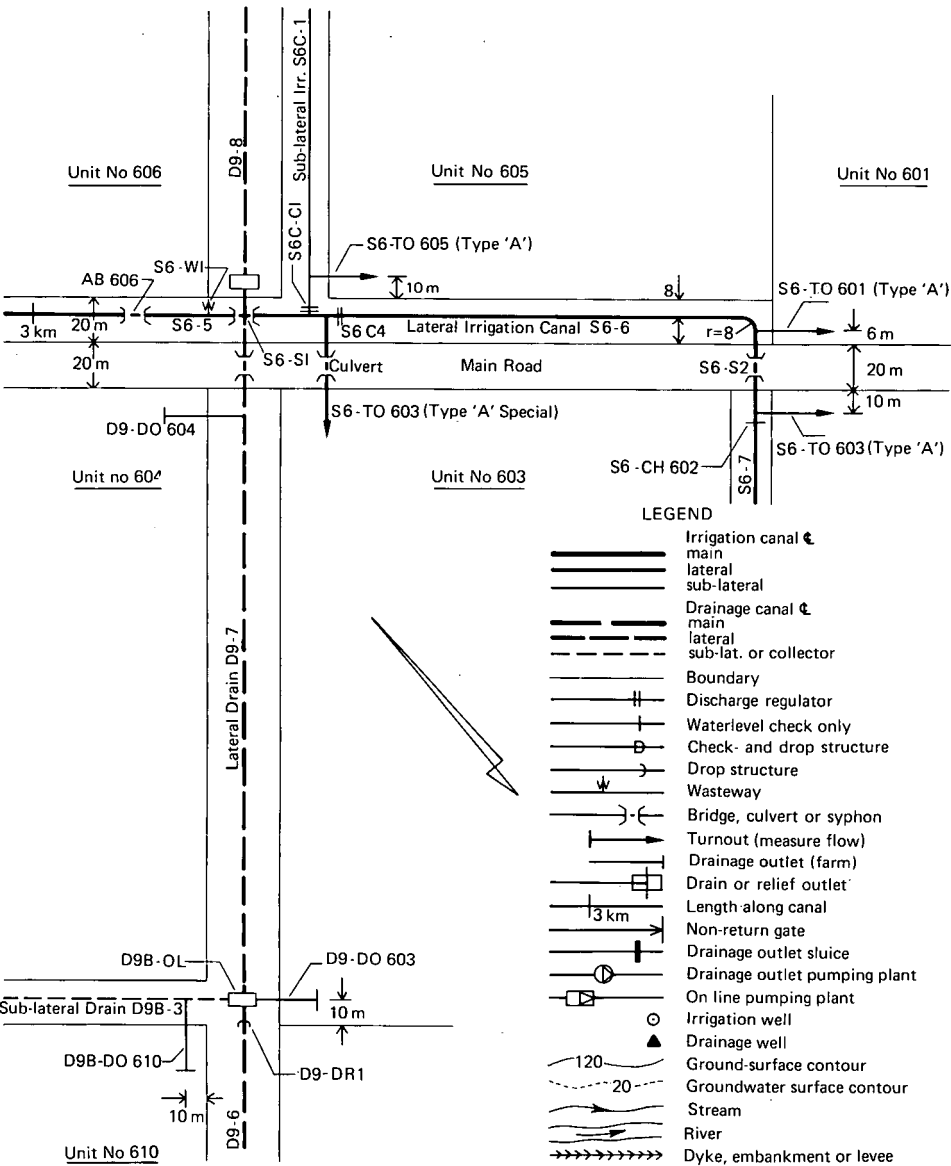 D9-8
Sub-lateral Irr. S6C-1
Unit No 606
Unit No 605
Unit No 601
S6C-CI
S6-TO 605 (Type 'A')
S6-WI
AB 606
10 m
8
S6-TO 601 (Type 'A')
3 km
20 m
S6-5
S6C4
Lateral Irrigation Canal S6-6
r=8
6 m
20 m
S6-SI
Culvert
Main Road
S6-S2
20 m
10 m
S6-TO 603 (Type 'A' Special)
D9-DO 604
S6-TO 603 (Type 'A')
S6-CH 602
S6-7
Unit no 604
Unit No 603
Lateral Drain D9-7
D9B-OL
D9-DO 603
Sub-lateral Drain D9B-3
10 m
D9B-DO 610
D9-DR1
10 m
D9-6
Unit No 610
LEGEND
Irrigation canal ℄
main
lateral
sub-lateral
Drainage canal ℄
main
lateral
sub-lat. or collector
Boundary
Discharge regulator
Waterlevel check only
Check- and drop structure
Drop structure
Wasteway
Bridge, culvert or syphon
Turnout (measure flow)
Drainage outlet (farm)
Drain or relief outlet
3 km
Length along canal
Non-return gate
Drainage outlet sluice
Drainage outlet pumping plant
On line pumping plant
Irrigation well
Drainage well
120
Ground-surface contour
20
Groundwater surface contour
Stream
River
Dyke, embankment or levee